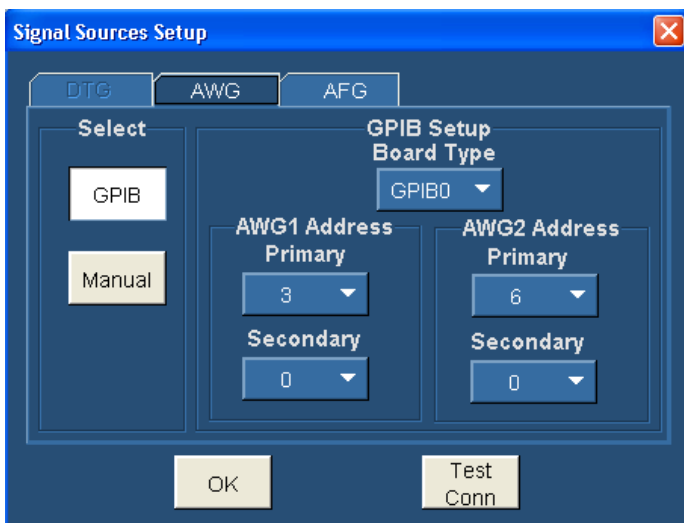 Signal Sources Setup
DTG
AWG
AFG
Select
GPIB
Manual
GPIB Setup
Board Type
GPIB0
AWG1 Address
Primary
3
Secondary
0
AWG2 Address
Primary
6
Secondary
0
OK
Test
Conn